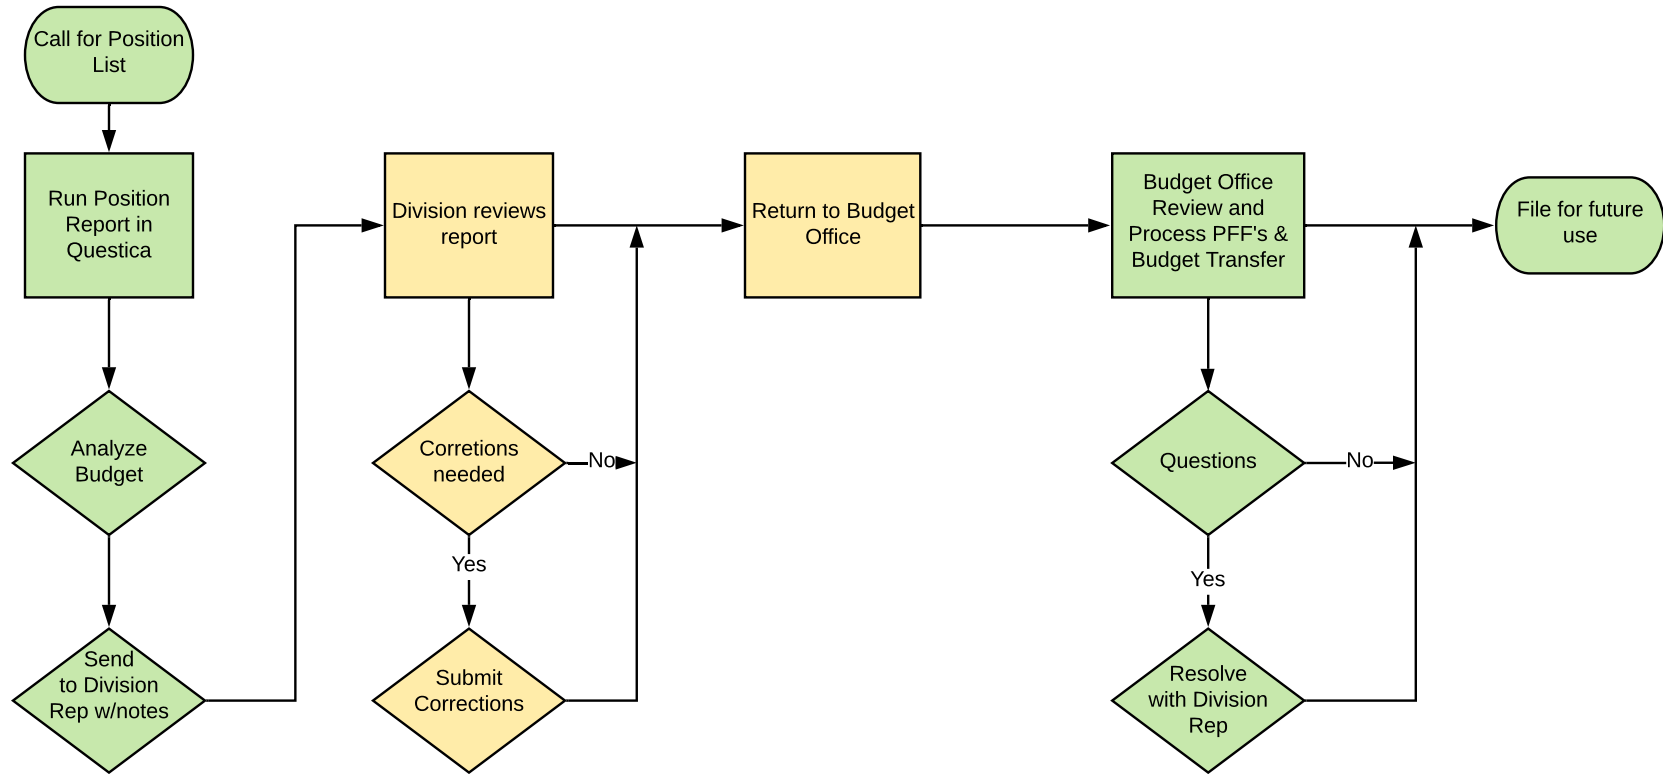 Call for Position
List
Run Position
Report in
Questica
Analyze
Budget
Send
to Division
Rep w/notes
Division reviews
report
Corretions
needed
No
Yes
Submit
Corrections
Return to Budget
Office
Budget Office
Review and
Process PFF's &
Budget Transfer
Questions
No
Yes
Resolve
with Division
Rep
File for future
use